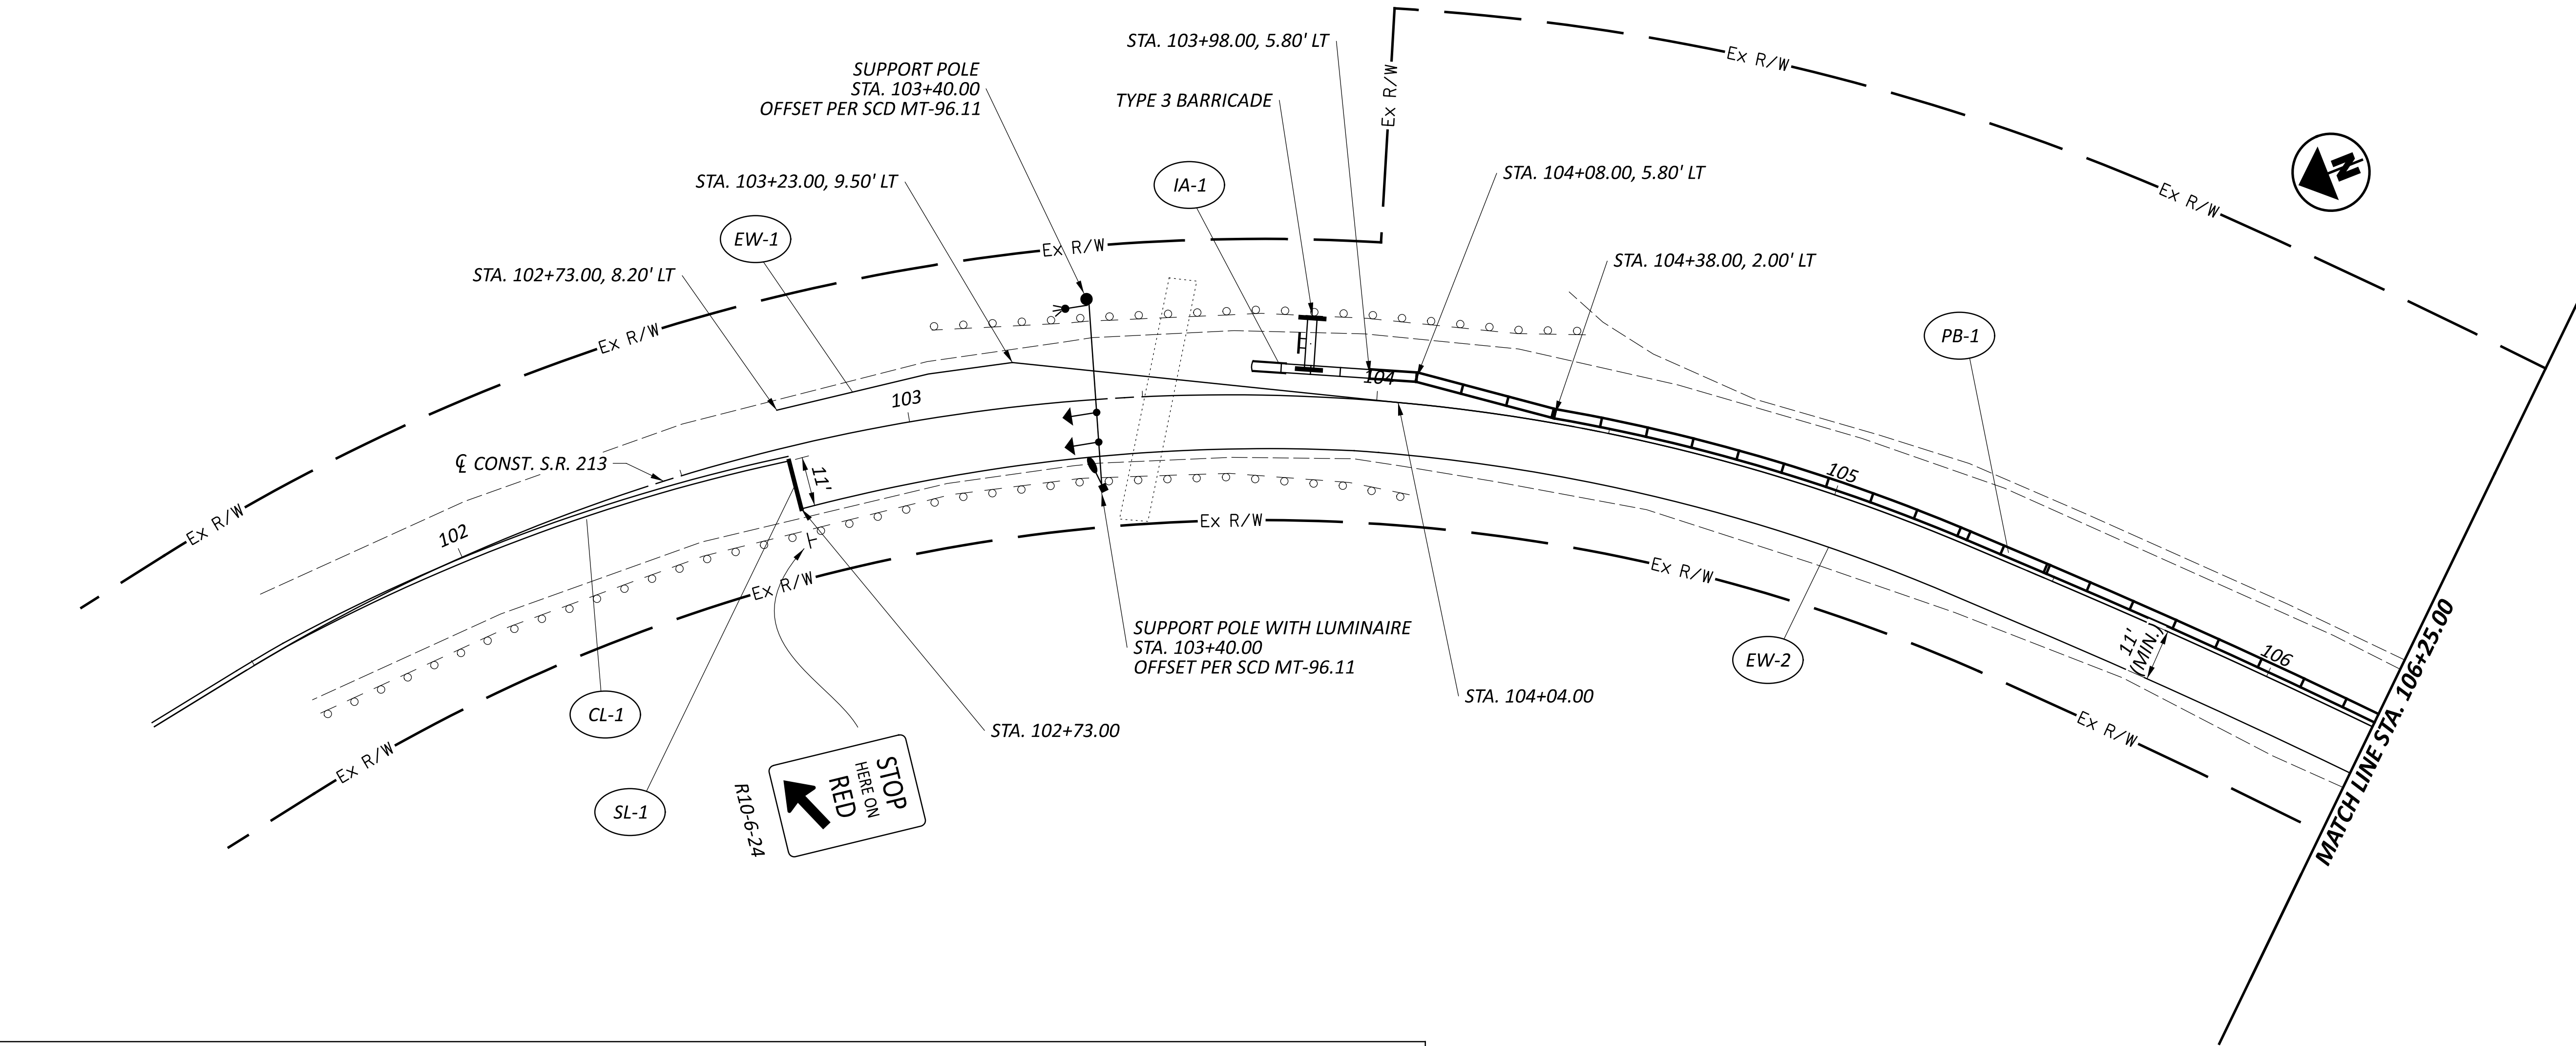 STA. 103+98.00, 5.80' LT
SUPPORT POLE
STA. 103+40.00
OFFSET PER SCD MT-96.11
TYPE 3 BARRICADE
Ex R/W
Ex R/W
STA. 103+23.00, 9.50' LT
IA-1
STA. 104+08.00, 5.80' LT
N
Ex R/W
EW-1
Ex R/W
STA. 102+73.00, 8.20' LT
STA. 104+38.00, 2.00' LT
Ex R/W
PB-1
104
103
℄ CONST. S.R. 213
11'
105
102
Ex R/W
Ex R/W
Ex R/W
Ex R/W
SUPPORT POLE WITH LUMINAIRE
STA. 103+40.00
OFFSET PER SCD MT-96.11
EW-2
11'
(MIN.)
106
MATCH LINE STA. 106+25.00
STA. 104+04.00
CL-1
STA. 102+73.00
Ex R/W
Ex R/W
SL-1
R10-6-24
STOP
HERE ON
RED